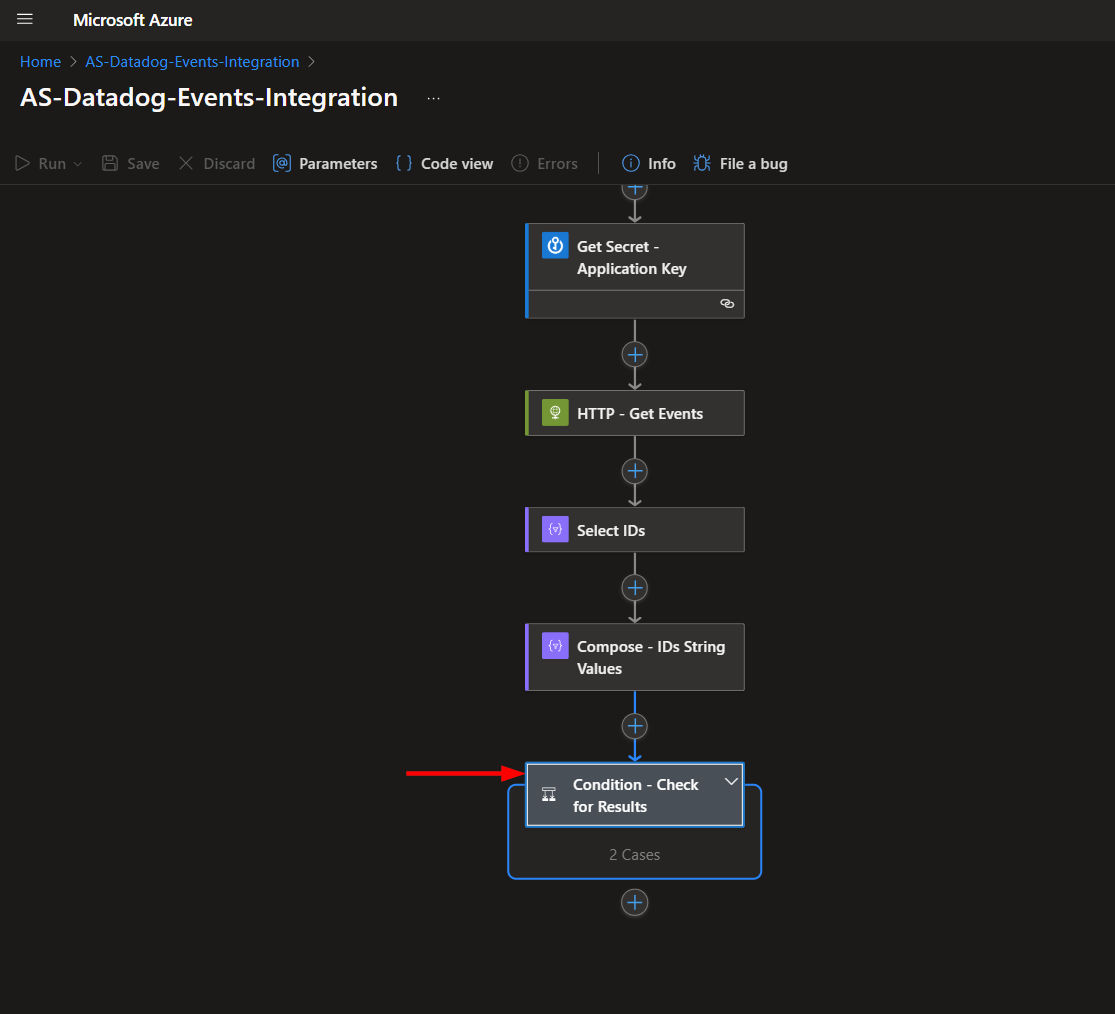 Microsoft Azure
Home > AS-Datadog-Events-Integration >
AS-Datadog-Events-Integration ...
Run Save Discard Parameters Code view Errors Info File a bug
Get Secret -
Application Key
HTTP - Get Events
Select IDs
Compose - IDs String
Values
Condition - Check
for Results
2 Cases